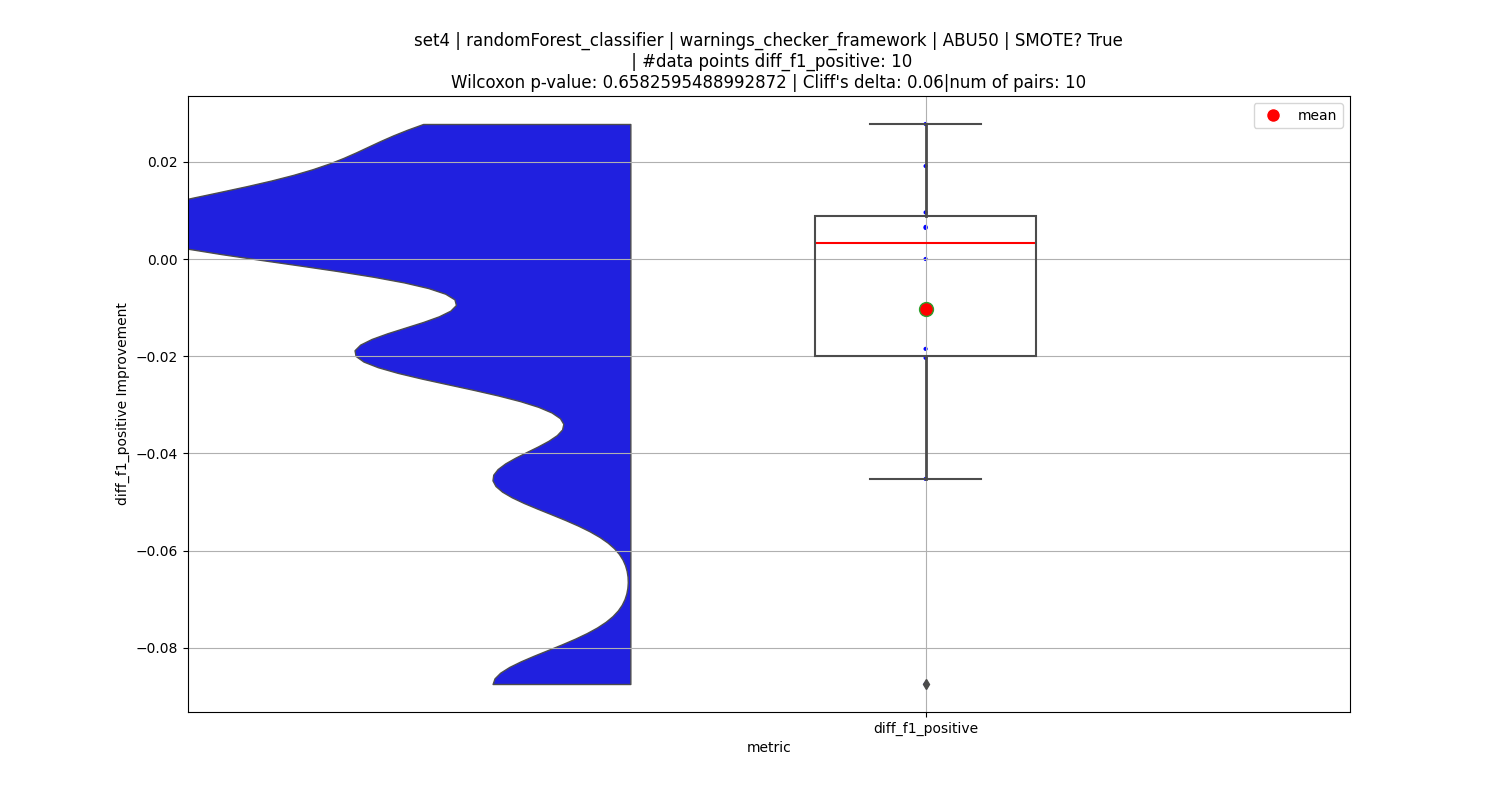 set4 | randomForest_classifier | warnings_checker_framework | ABU50 | SMOTE? True
| #data points diff_f1_positive: 10
Wilcoxon p-value: 0.6582595488992872 | Cliff's delta: 0.06|num of pairs: 10
mean
0.02
0.00
−0.02
−0.04
−0.06
−0.08
diff_f1_positive Improvement
diff_f1_positive
metric